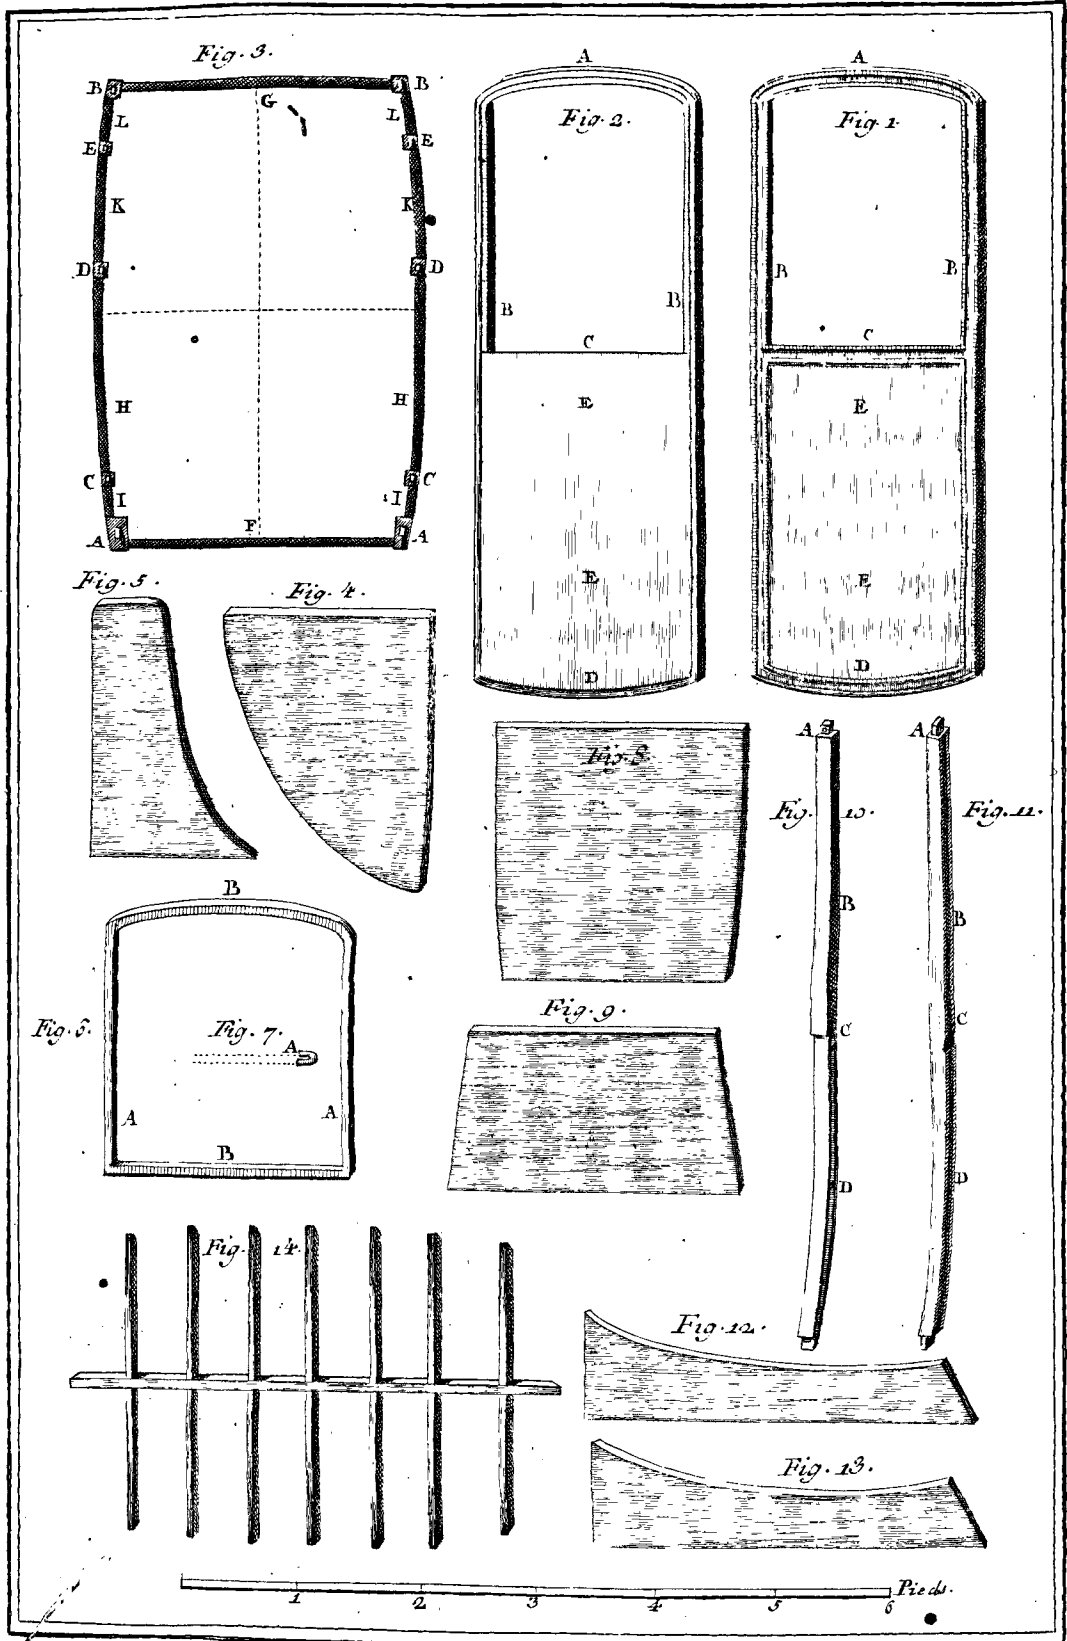 Fig. 3.
B B
G
L L
E E
K K
D D
H H
C C
I I
F
A A
A
Fig. 2.
B B
C
E
E
D
A
Fig. 1
B B
C
E
E
D
Fig. 5.
Fig. 4.
Fig. 8.
A
Fig. 10.
B
C
D
A
Fig. 11.
B
C
D
B
Fig. 6.
Fig. 7.
A
A A
B
Fig. 9.
Fig. 14.
Fig. 12.
Fig. 13.
1 2 3 4 5 6 Pieds.